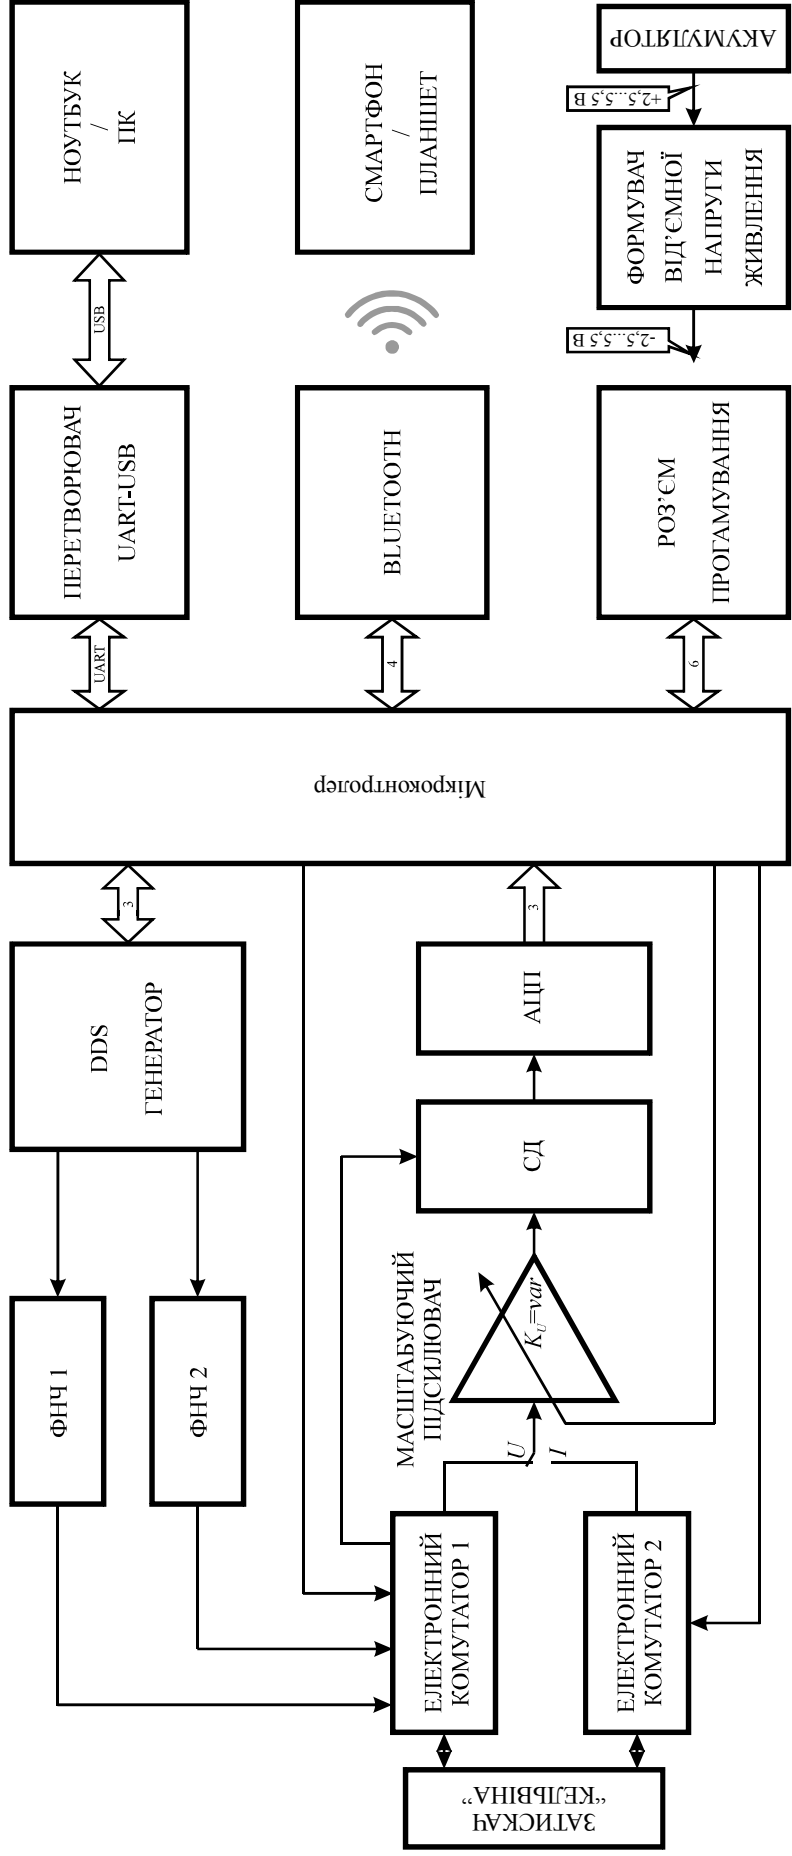 НОУТБУК
/
ПК
СМАРТФОН
/
ПЛАНШЕТ
АКУМУЛЯТОР
+2,5...5,5 В
ФОРМУВАЧ
ВІД’ЄМНОЇ
НАПРУГИ
ЖИВЛЕННЯ
-2,5...5,5 В
USB
ПЕРЕТВОРЮВАЧ
UART-USB
BLUETOOTH
РОЗ’ЄМ
ПРОГАМУВАННЯ
UART
4
6
Мікроконтролер
3
3
DDS
ГЕНЕРАТОР
АЦП
СД
ФНЧ 1
ФНЧ 2
МАСШТАБУЮЧИЙ
ПІДСИЛЮВАЧ
KU=var
U
I
ЕЛЕКТРОННИЙ
КОМУТАТОР 1
ЕЛЕКТРОННИЙ
КОМУТАТОР 2
ЗАТИСКАЧ
“КЕЛЬВІНА”